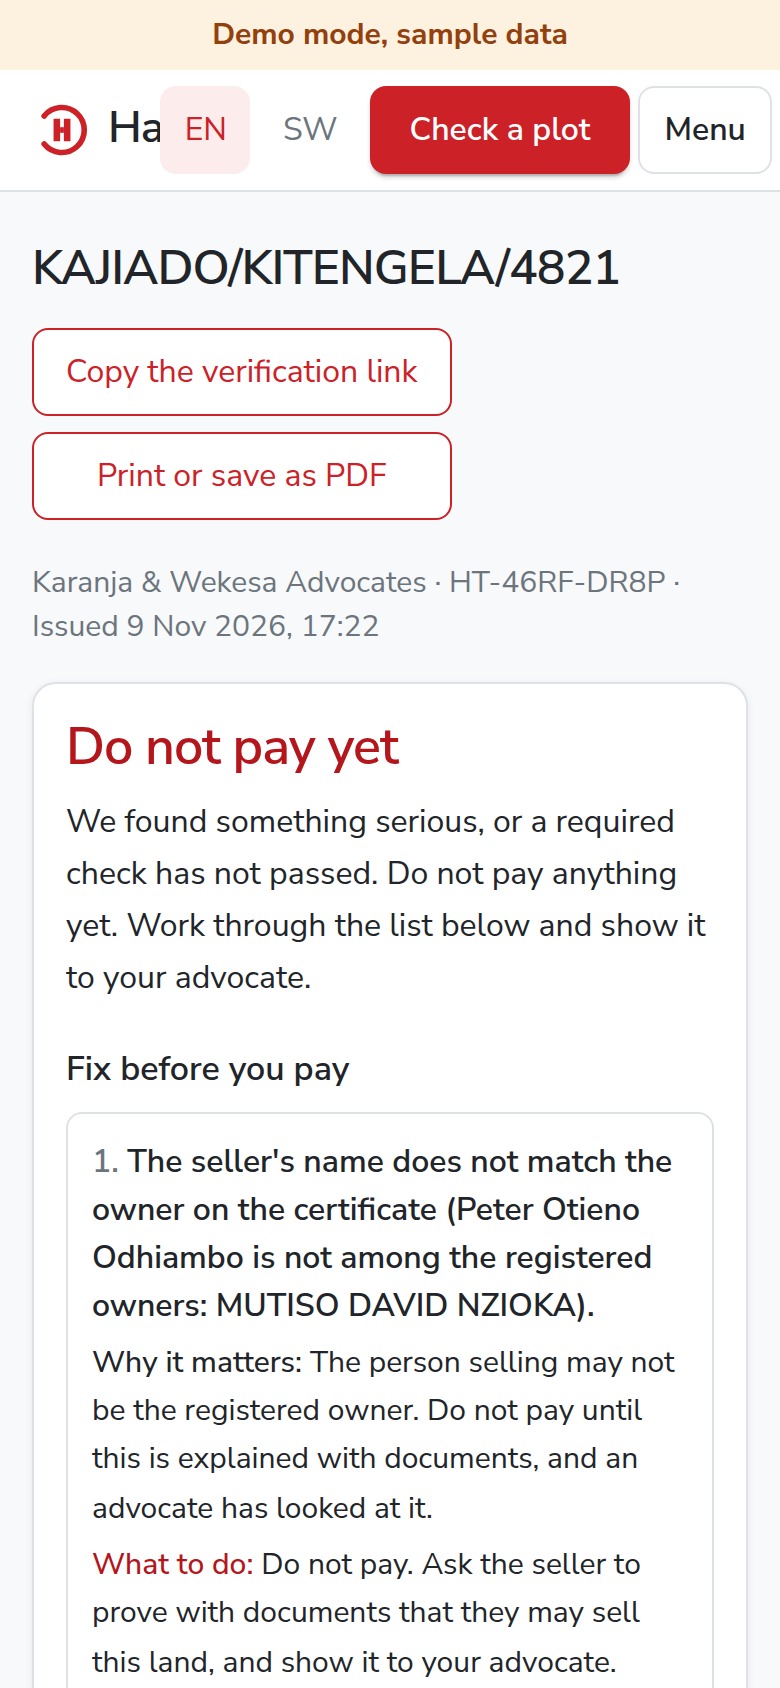 Demo mode, sample data
Ha
EN
SW
Check a plot
Menu
KAJIADO/KITENGELA/4821
Copy the verification link
Print or save as PDF
Karanja & Wekesa Advocates · HT-46RF-DR8P ·
Issued 9 Nov 2026, 17:22
Do not pay yet
We found something serious, or a required
check has not passed. Do not pay anything
yet. Work through the list below and show it
to your advocate.
Fix before you pay
1. The seller's name does not match the
owner on the certificate (Peter Otieno
Odhiambo is not among the registered
owners: MUTISO DAVID NZIOKA).
Why it matters: The person selling may not
be the registered owner. Do not pay until
this is explained with documents, and an
advocate has looked at it.
What to do: Do not pay. Ask the seller to
prove with documents that they may sell
this land, and show it to your advocate.